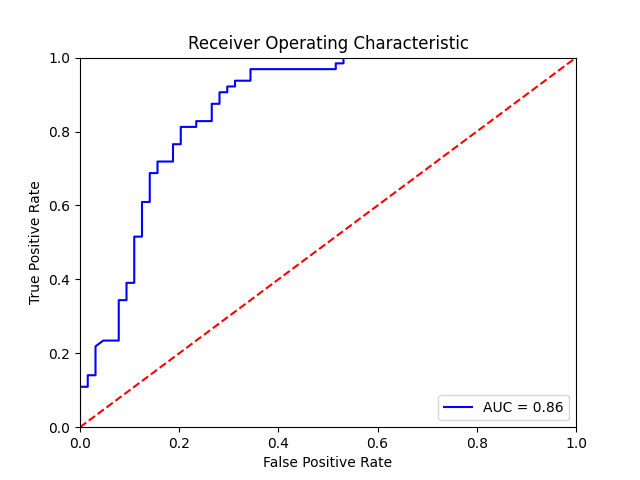 Receiver Operating Characteristic
True Positive Rate
1.0
0.8
0.6
0.4
0.2
0.0
AUC = 0.86
0.0 0.2 0.4 0.6 0.8 1.0
False Positive Rate